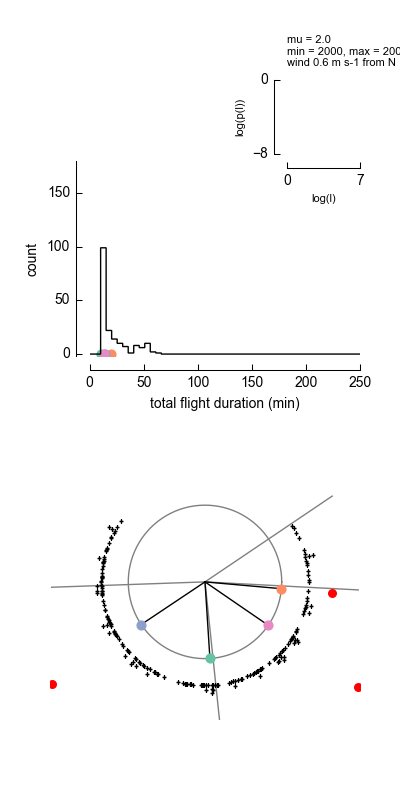 mu = 2.0
min = 2000, max = 200
wind 0.6 m s-1 from N
0
−8
log(p(l))
0 7
log(l)
150
100
50
0
count
0 50 100 150 200 250
total flight duration (min)